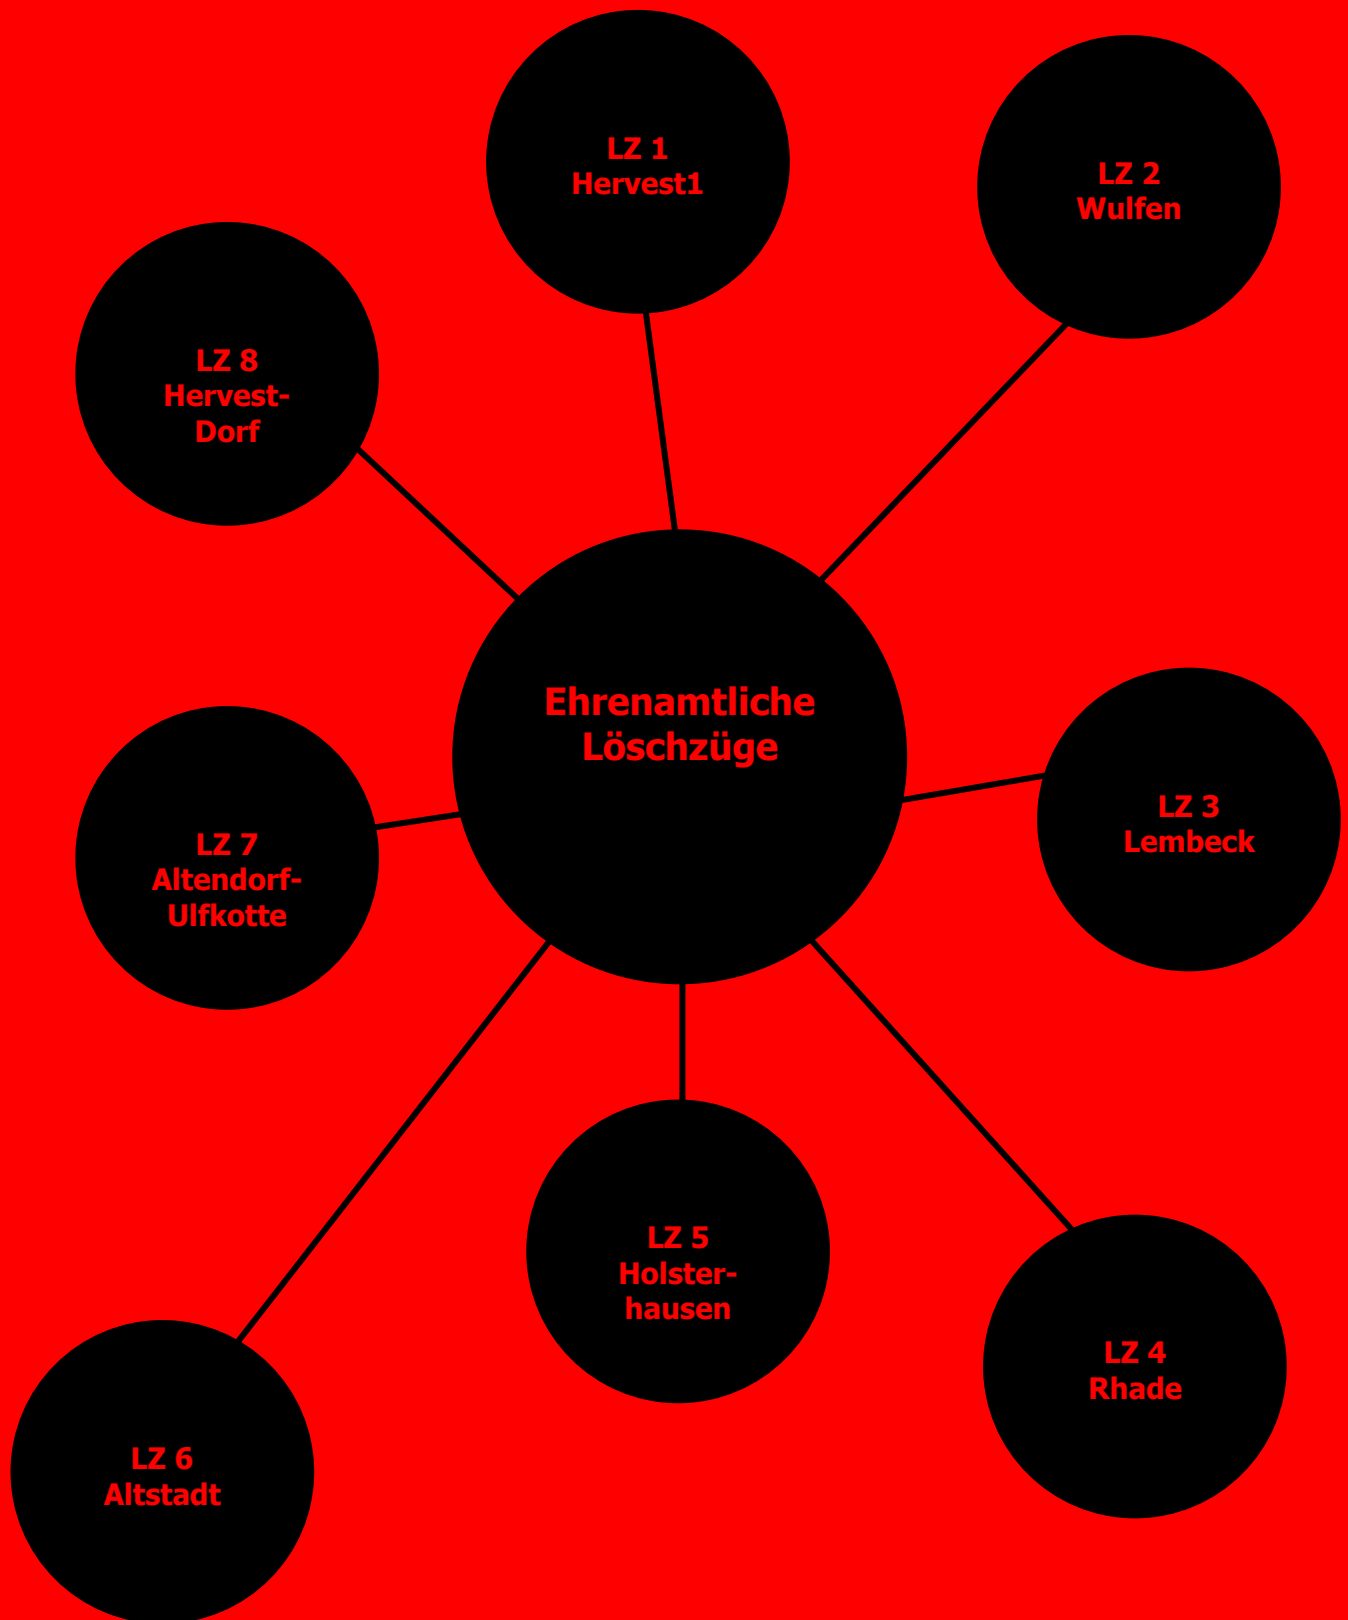 LZ 1
Hervest1
LZ 2
Wulfen
LZ 8
Hervest-
Dorf
Ehrenamtliche
Löschzüge
LZ 3
Lembeck
LZ 7
Altendorf-
Ulfkotte
LZ 5
Holster-
hausen
LZ 4
Rhade
LZ 6
Altstadt